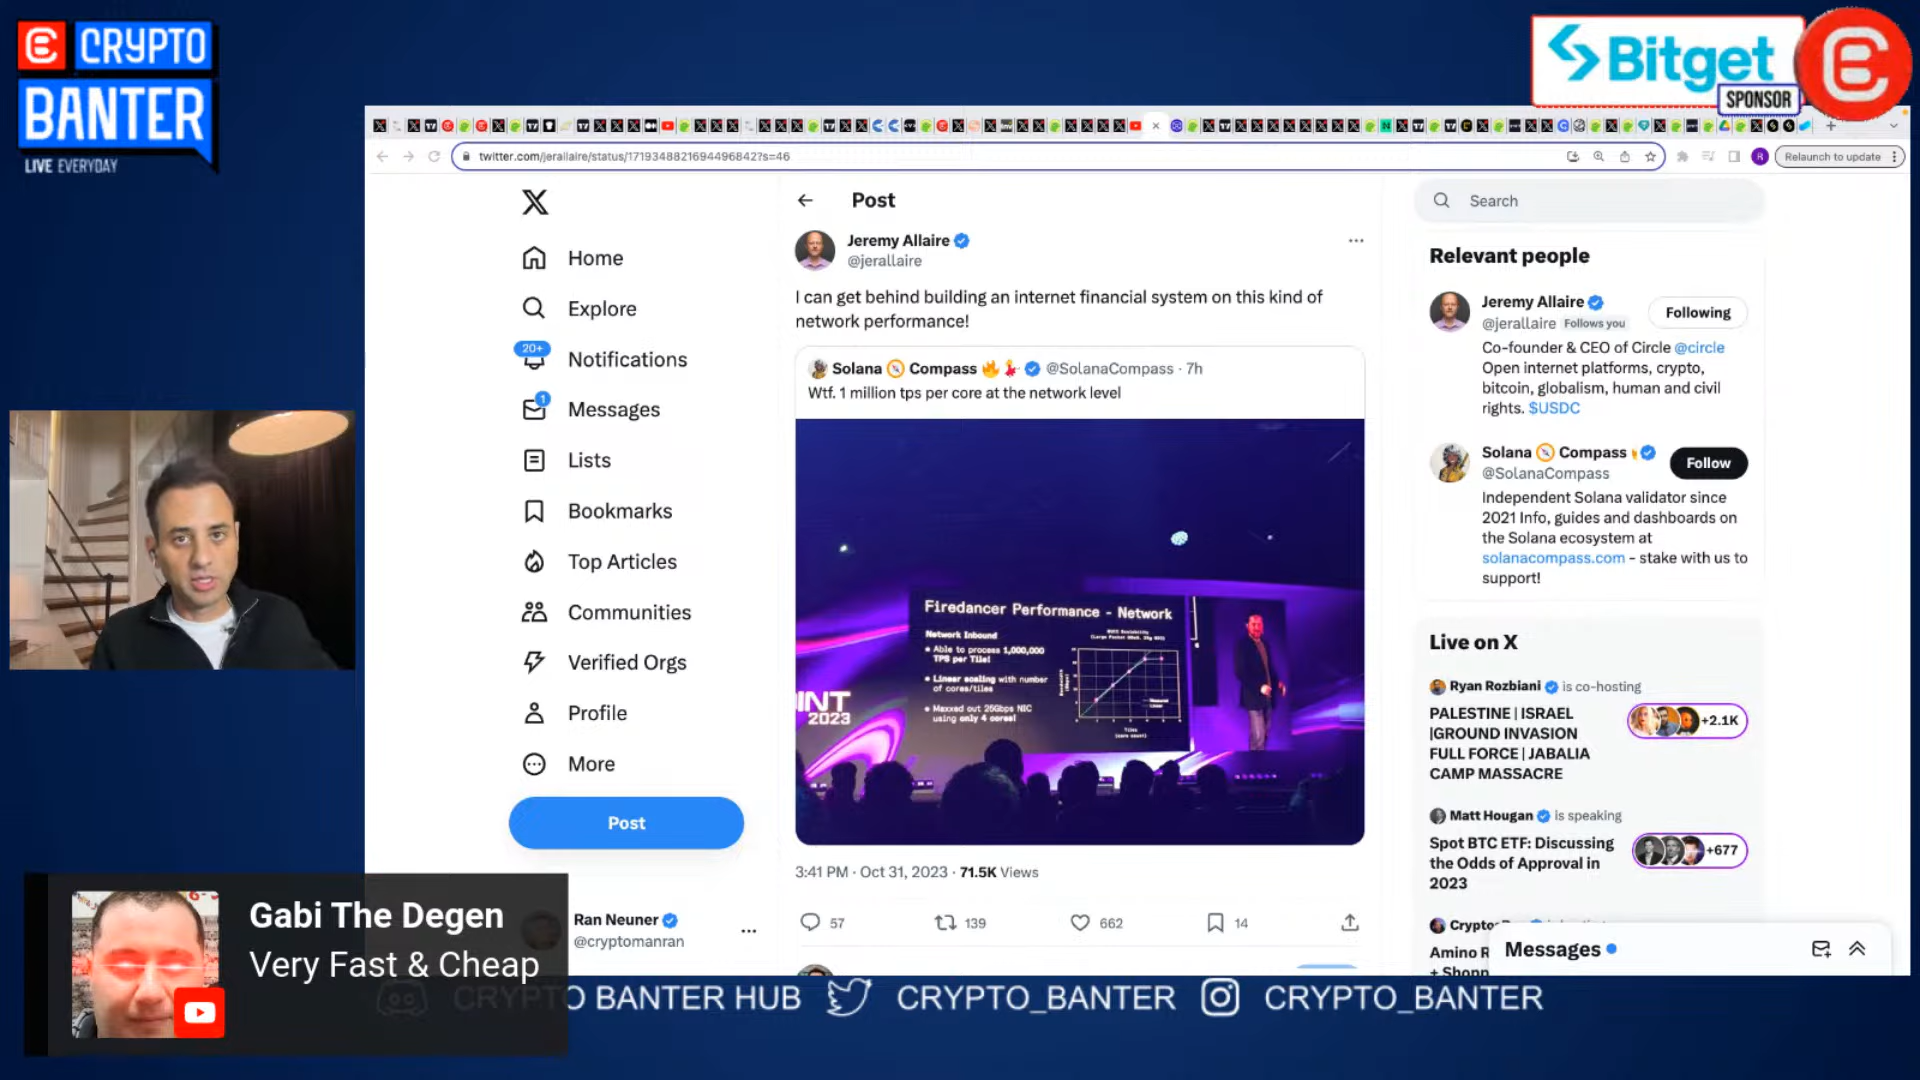 CRYPTO
BANTER
LIVE EVERYDAY
Bitget
SPONSOR
twitter.com/jerallaire/status/1719348821694496842?s=46
Relaunch to update
Home
Explore
20+
Notifications
1
Messages
Lists
Bookmarks
Top Articles
Communities
Verified Orgs
Profile
More
Post
Ran Neuner
@cryptomanran
Post
Jeremy Allaire
@jerallaire
I can get behind building an internet financial system on this kind of
network performance!
Solana Compass @SolanaCompass · 7h
Wtf. 1 million tps per core at the network level
Firedancer Performance - Network
Network Inbound
Able to process 1,000,000
TPS per Tile!
Linear scaling with number
of cores/tiles
Maxxed out 25Gbps NIC
using only 4 cores!
INT
2023
3:41 PM · Oct 31, 2023 · 71.5K Views
57
139
662
14
Search
Relevant people
Jeremy Allaire
Following
@jerallaire Follows you
Co-founder & CEO of Circle @circle
Open internet platforms, crypto,
bitcoin, globalism, human and civil
rights. $USDC
Solana Compass
Follow
@SolanaCompass
Independent Solana validator since
2021 Info, guides and dashboards on
the Solana ecosystem at
solanacompass.com - stake with us to
support!
Live on X
Ryan Rozbiani is co-hosting
PALESTINE | ISRAEL
|GROUND INVASION
FULL FORCE | JABALIA
CAMP MASSACRE
+2.1K
Matt Hougan is speaking
Spot BTC ETF: Discussing
the Odds of Approval in
2023
+677
Messages
Gabi The Degen
Very Fast & Cheap
CRYPTO BANTER HUB
CRYPTO_BANTER
CRYPTO_BANTER